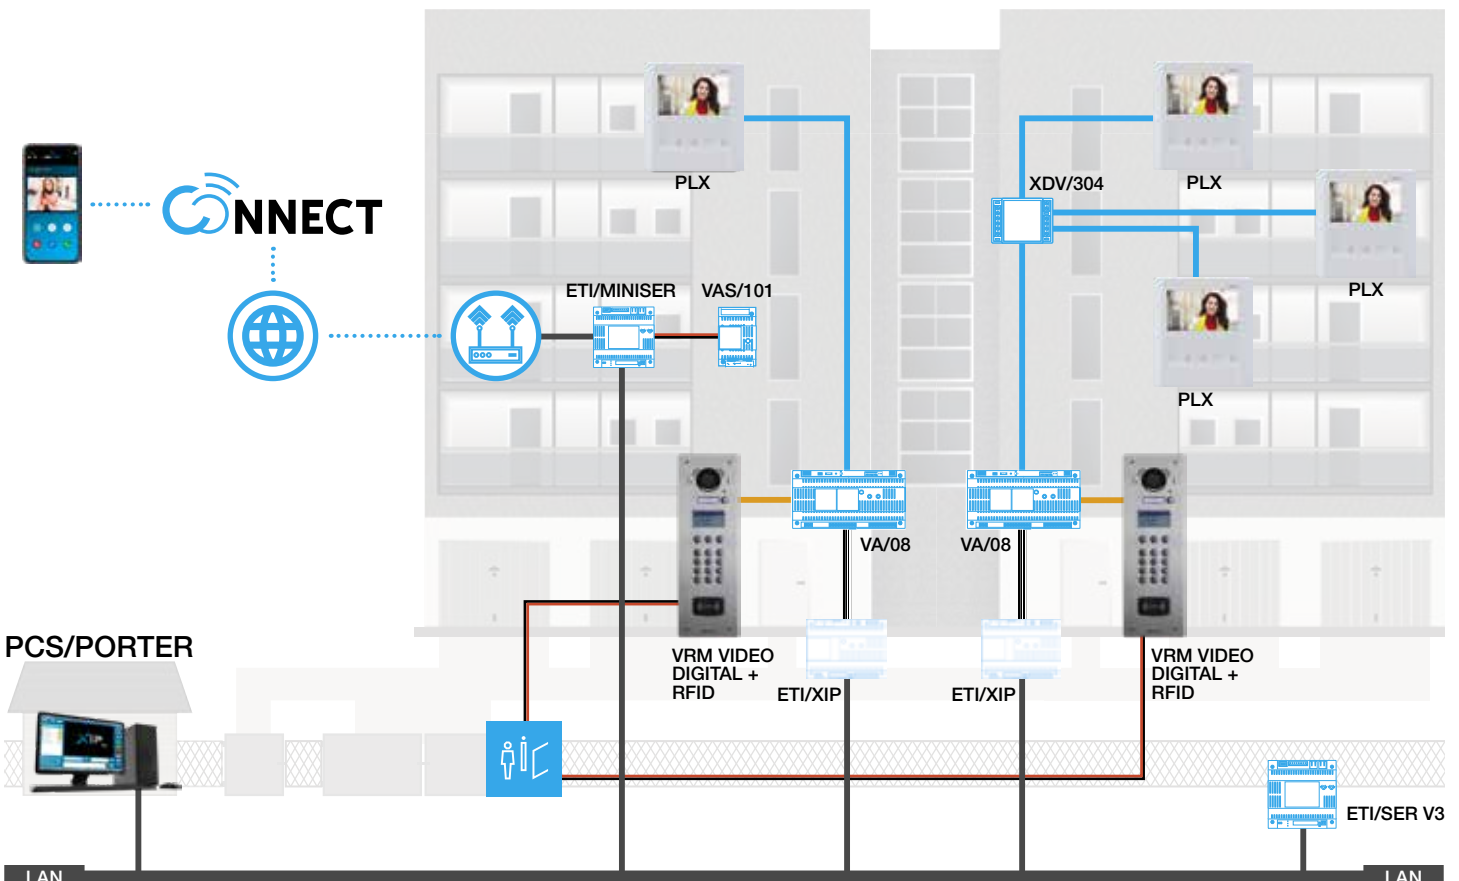 PLX
XDV/304
PLX
CONNECT
ETI/MINISER
VAS/101
PLX
PLX
VA/08
VA/08
PCS/PORTER
VRM VIDEO
DIGITAL +
RFID
ETI/XIP
ETI/XIP
VRM VIDEO
DIGITAL +
RFID
ETI/SER V3
LAN
LAN